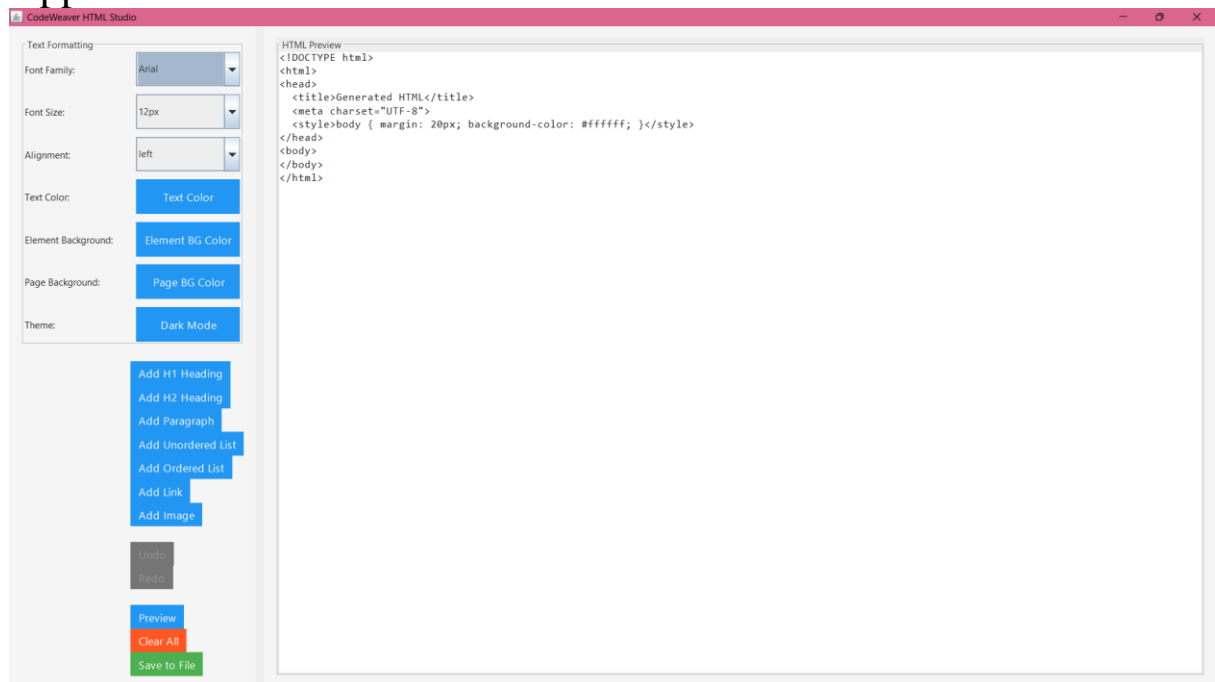 CodeWeaver HTML Studio
Text Formatting
Font Family:
Arial
Font Size:
12px
Alignment:
left
Text Color:
Text Color
Element Background:
Element BG Color
Page Background:
Page BG Color
Theme:
Dark Mode
Add H1 Heading
Add H2 Heading
Add Paragraph
Add Unordered List
Add Ordered List
Add Link
Add Image
Undo
Redo
Preview
Clear All
Save to File
HTML Preview
<!DOCTYPE html>
<html>
<head>
  <title>Generated HTML</title>
  <meta charset="UTF-8">
  <style>body { margin: 20px; background-color: #ffffff; }</style>
</head>
<body>
</body>
</html>